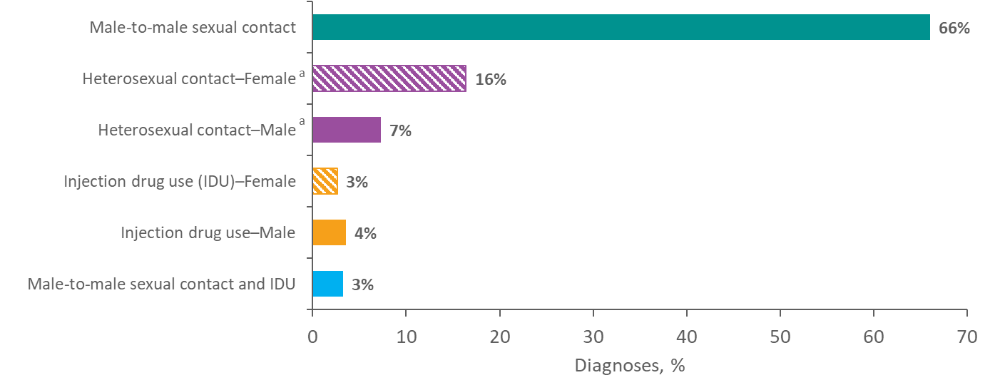 Male-to-male sexual contact 66%
Heterosexual contact–Female a 16%
Heterosexual contact–Male a 7%
Injection drug use (IDU)–Female 3%
Injection drug use–Male 4%
Male-to-male sexual contact and IDU 3%
0 10 20 30 40 50 60 70
Diagnoses, %